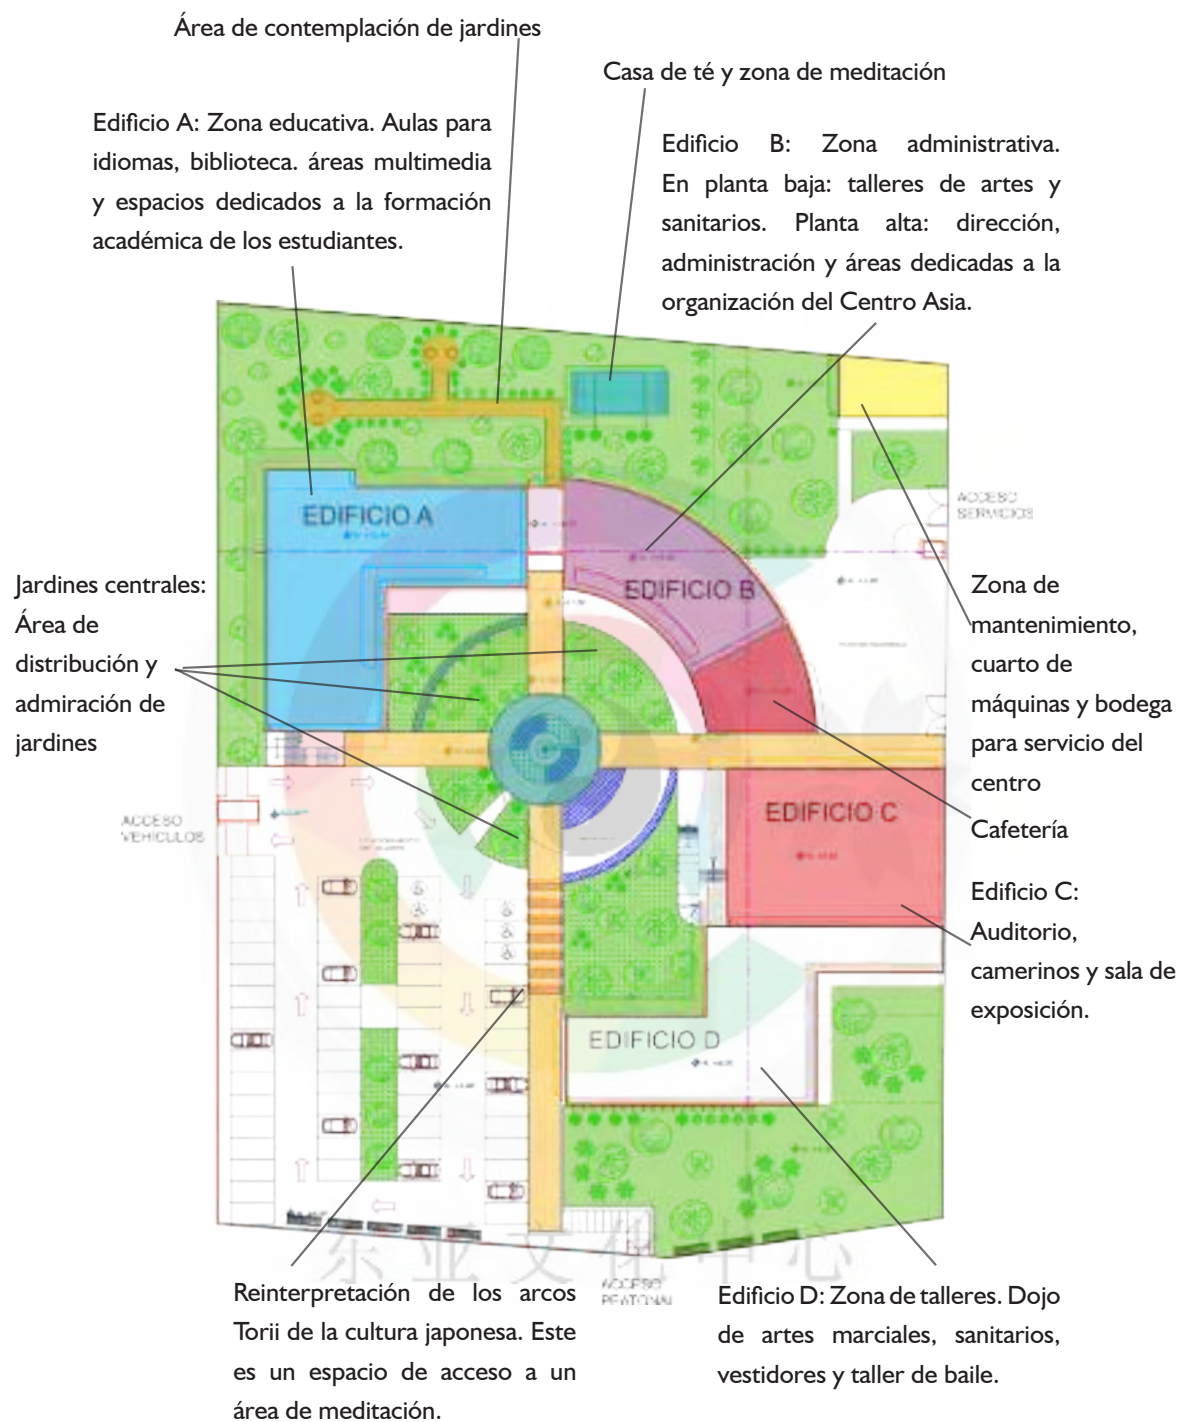 Área de contemplación de jardines
Casa de té y zona de meditación
Edificio A: Zona educativa. Aulas para
idiomas, biblioteca. áreas multimedia
y espacios dedicados a la formación
académica de los estudiantes.
Edificio B: Zona administrativa.
En planta baja: talleres de artes y
sanitarios. Planta alta: dirección,
administración y áreas dedicadas a la
organización del Centro Asia.
EDIFICIO A
ACCESO
SERVICIOS
EDIFICIO B
Jardines centrales:
Área de
distribución y
admiración de
jardines
Zona de
mantenimiento,
cuarto de
máquinas y bodega
para servicio del
centro
ACCESO
VEHÍCULOS
EDIFICIO C
Cafetería
Edificio C:
Auditorio,
camerinos y sala de
exposición.
EDIFICIO D
东亚文化中心
ACCESO
PEATONAL
Reinterpretación de los arcos
Torii de la cultura japonesa. Este
es un espacio de acceso a un
área de meditación.
Edificio D: Zona de talleres. Dojo
de artes marciales, sanitarios,
vestidores y taller de baile.